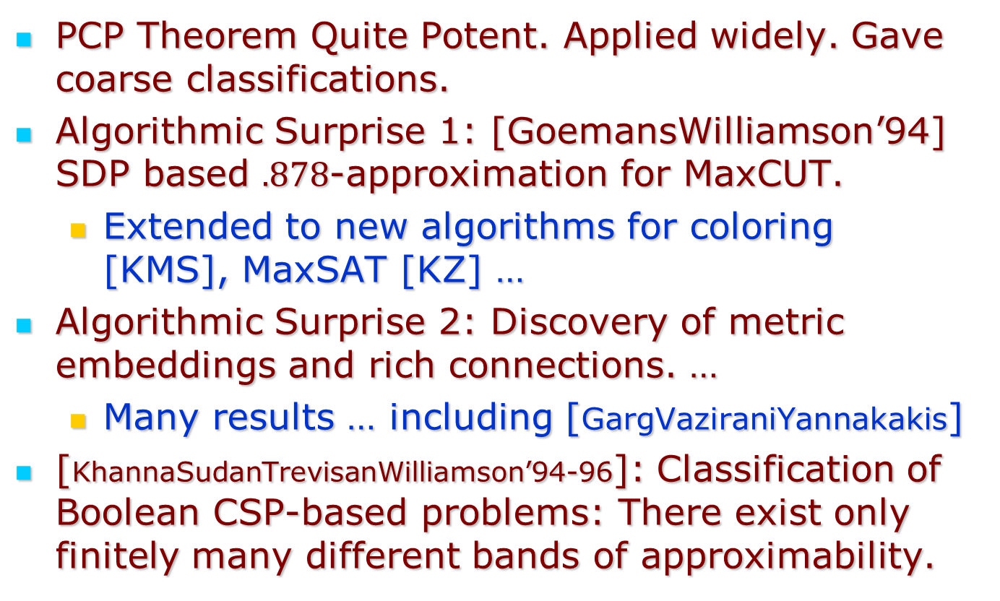 PCP Theorem Quite Potent. Applied widely. Gave
coarse classifications.
Algorithmic Surprise 1: [GoemansWilliamson’94]
SDP based .878-approximation for MaxCUT.
Extended to new algorithms for coloring
[KMS], MaxSAT [KZ] …
Algorithmic Surprise 2: Discovery of metric
embeddings and rich connections. …
Many results … including [GargVaziraniYannakakis]
[KhannaSudanTrevisanWilliamson’94-96]: Classification of
Boolean CSP-based problems: There exist only
finitely many different bands of approximability.